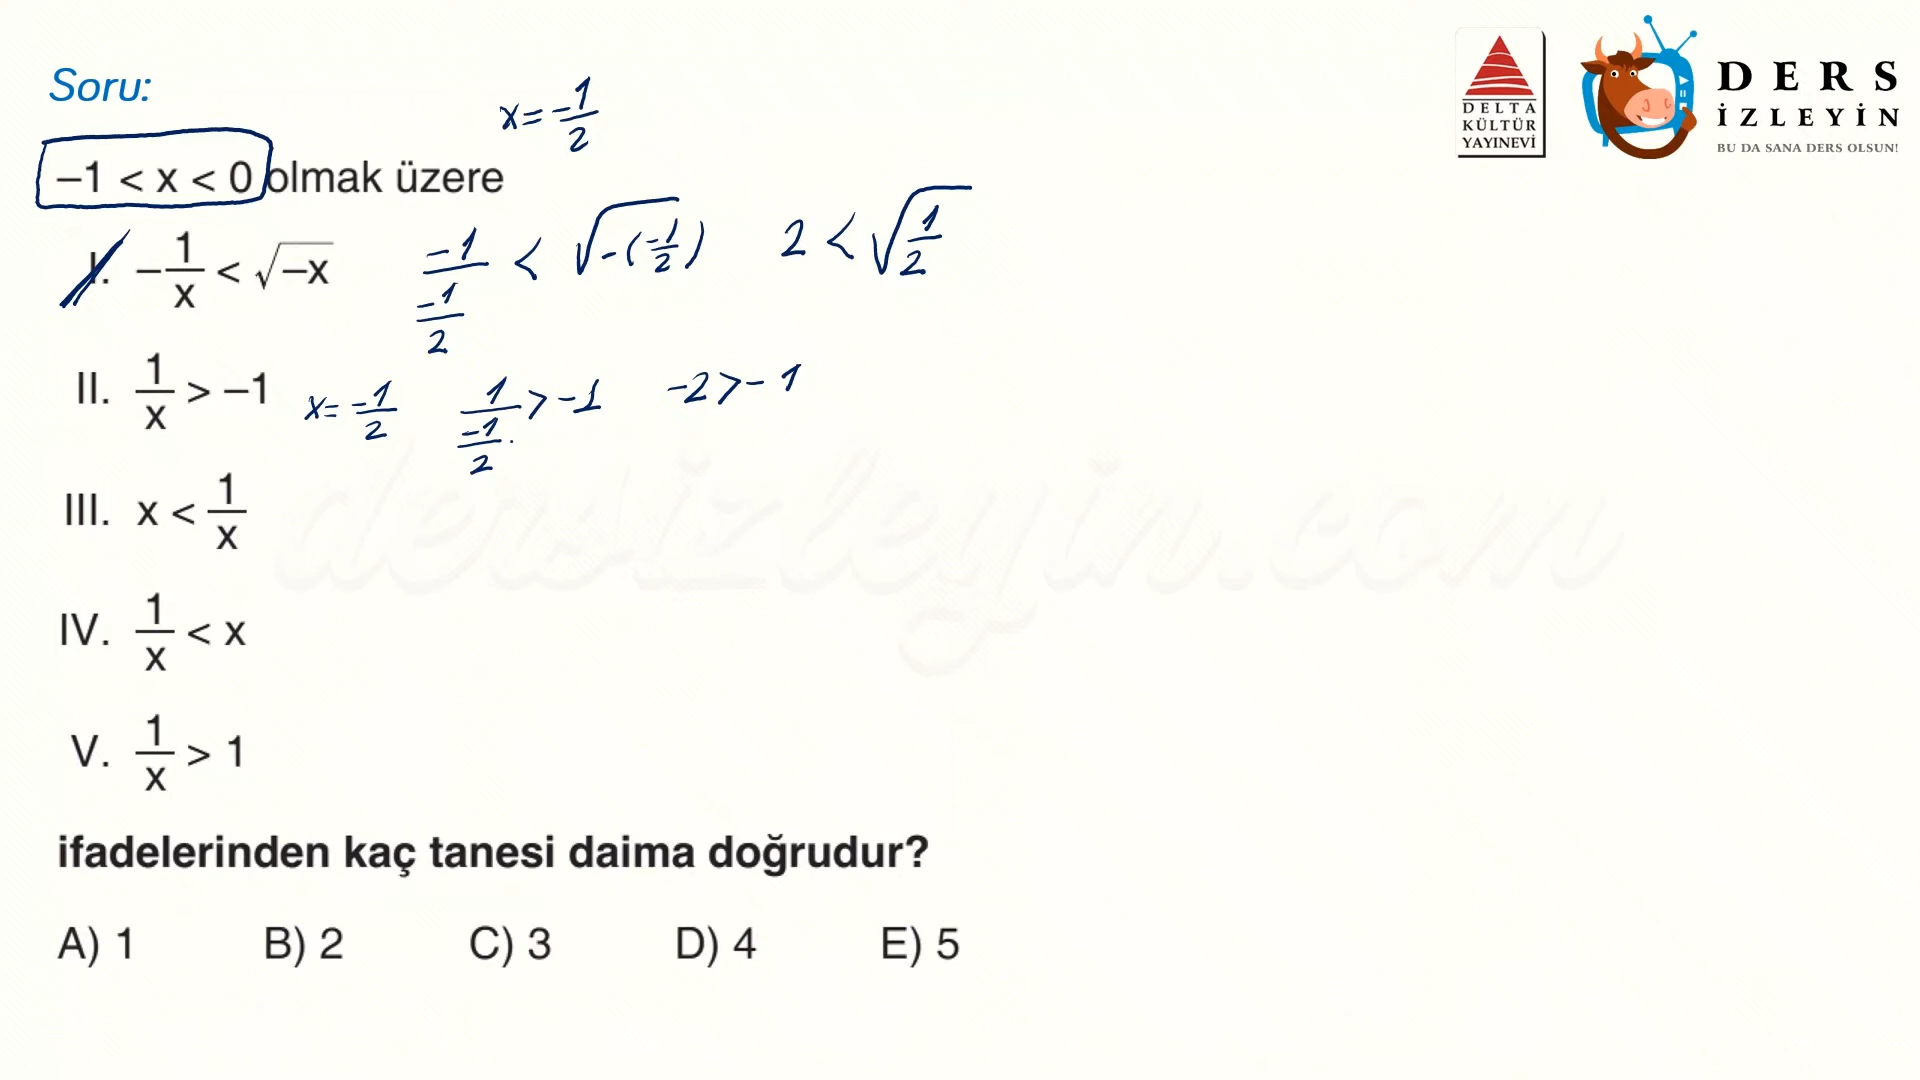 Soru:
x = -1/2
DELTA
KÜLTÜR
YAYINEVİ
DERS
İZLEYİN
BU DA SANA DERS OLSUN!
–1 < x < 0 olmak üzere
I. –1/x < √–x
-1/(-1/2) < √-(-1/2)
2 < √1/2
II. 1/x > –1
x = -1/2
1/(-1/2) > -1
-2 > -1
III. x < 1/x
dersizleyin.com
IV. 1/x < x
V. 1/x > 1
ifadelerinden kaç tanesi daima doğrudur?
A) 1 B) 2 C) 3 D) 4 E) 5